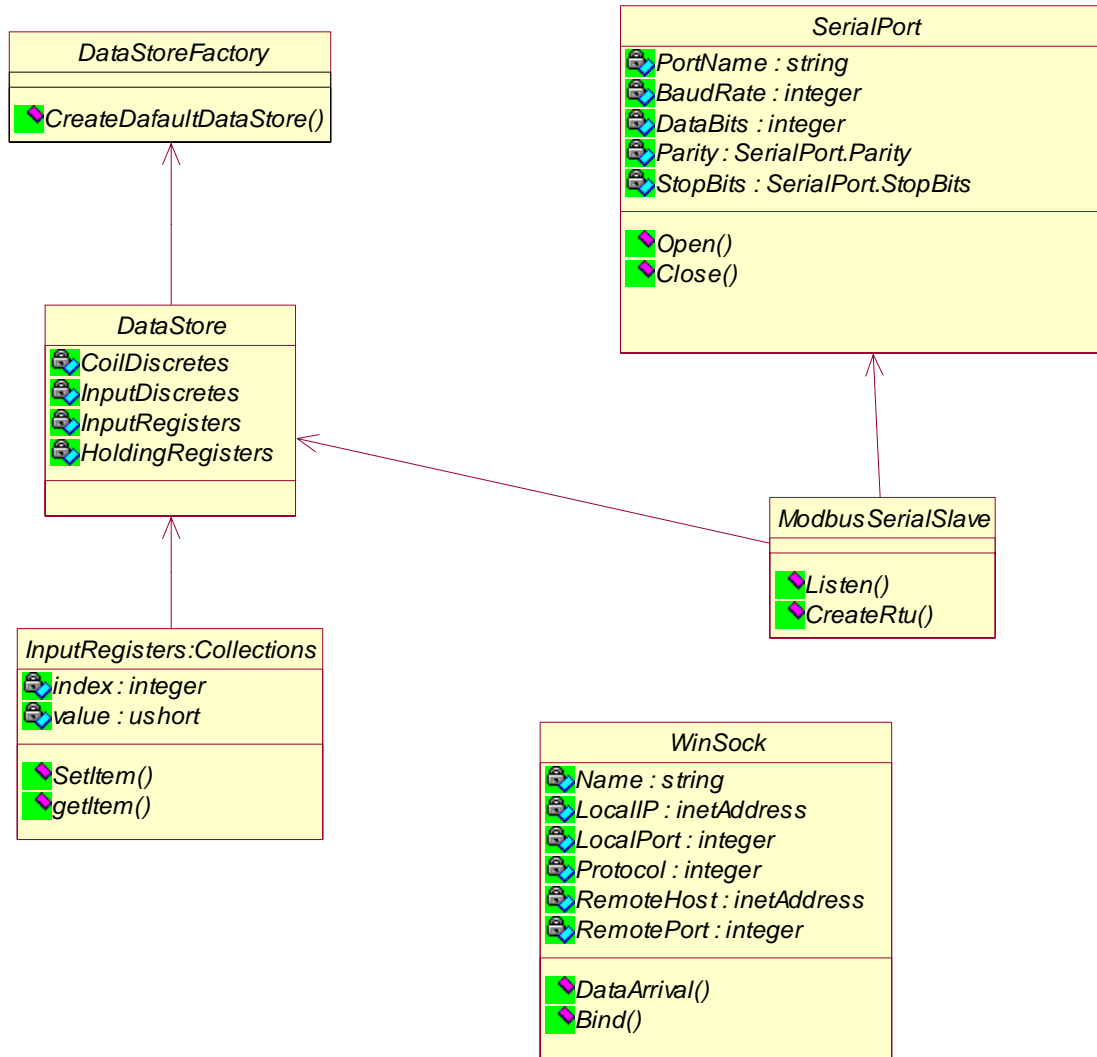 DataStoreFactory
CreateDafaultDataStore()
SerialPort
PortName : string
BaudRate : integer
DataBits : integer
Parity : SerialPort.Parity
StopBits : SerialPort.StopBits
Open()
Close()
DataStore
CoilDiscretes
InputDiscretes
InputRegisters
HoldingRegisters
ModbusSerialSlave
Listen()
CreateRtu()
InputRegisters:Collections
index : integer
value : ushort
SetItem()
getItem()
WinSock
Name : string
LocalIP : inetAddress
LocalPort : integer
Protocol : integer
RemoteHost : inetAddress
RemotePort : integer
DataArrival()
Bind()